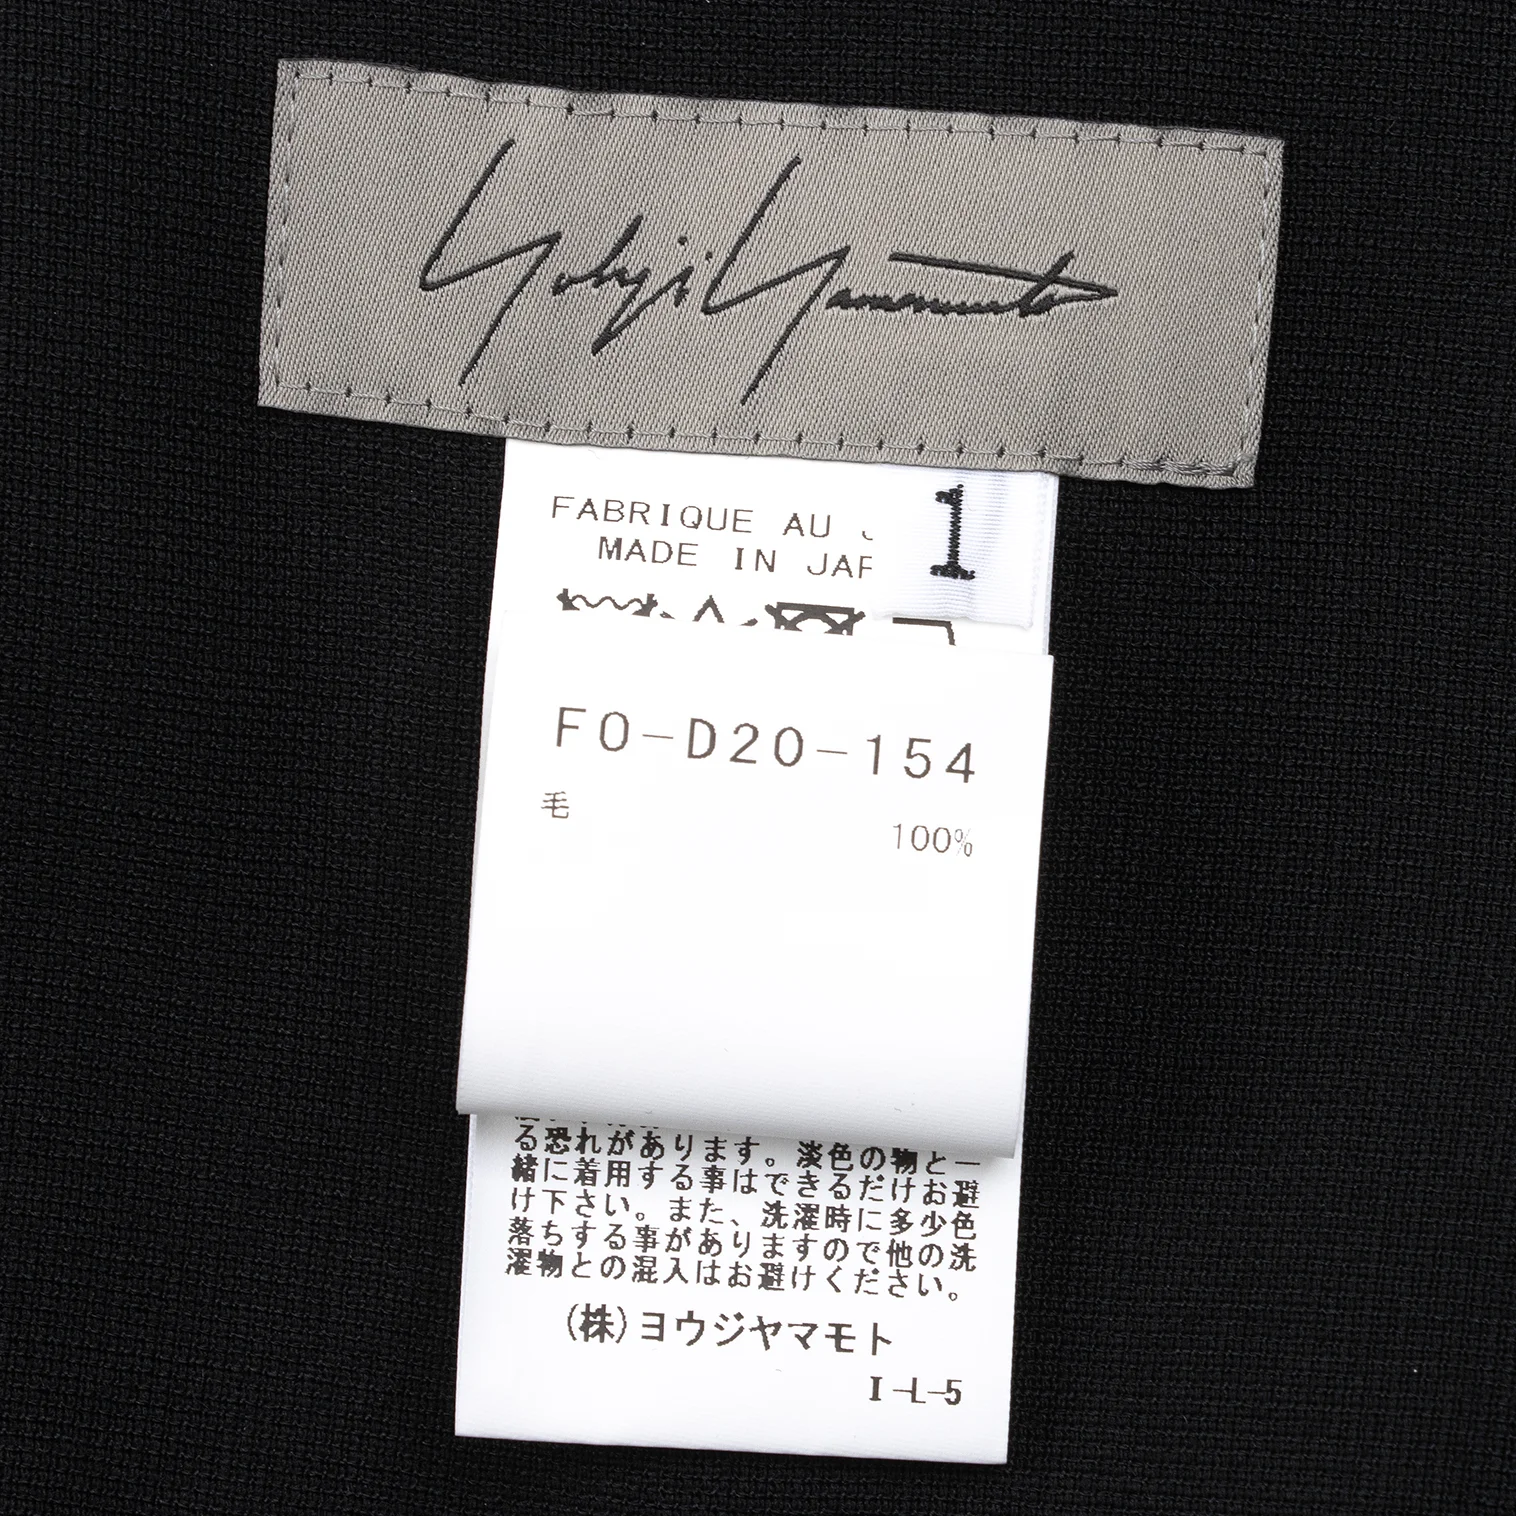 Yohji Yamamoto
1
FABRIQUE AU
MADE IN JAP
F0-D20-154
毛
100%
る恐れがあります。淡色の物と一
緒に着用する事はできるだけお避
け下さい。また、洗濯時に多少色
落ちする事がありますので他の洗
濯物との混入はお避けください。
(株)ヨウジヤマモト
I-L-5